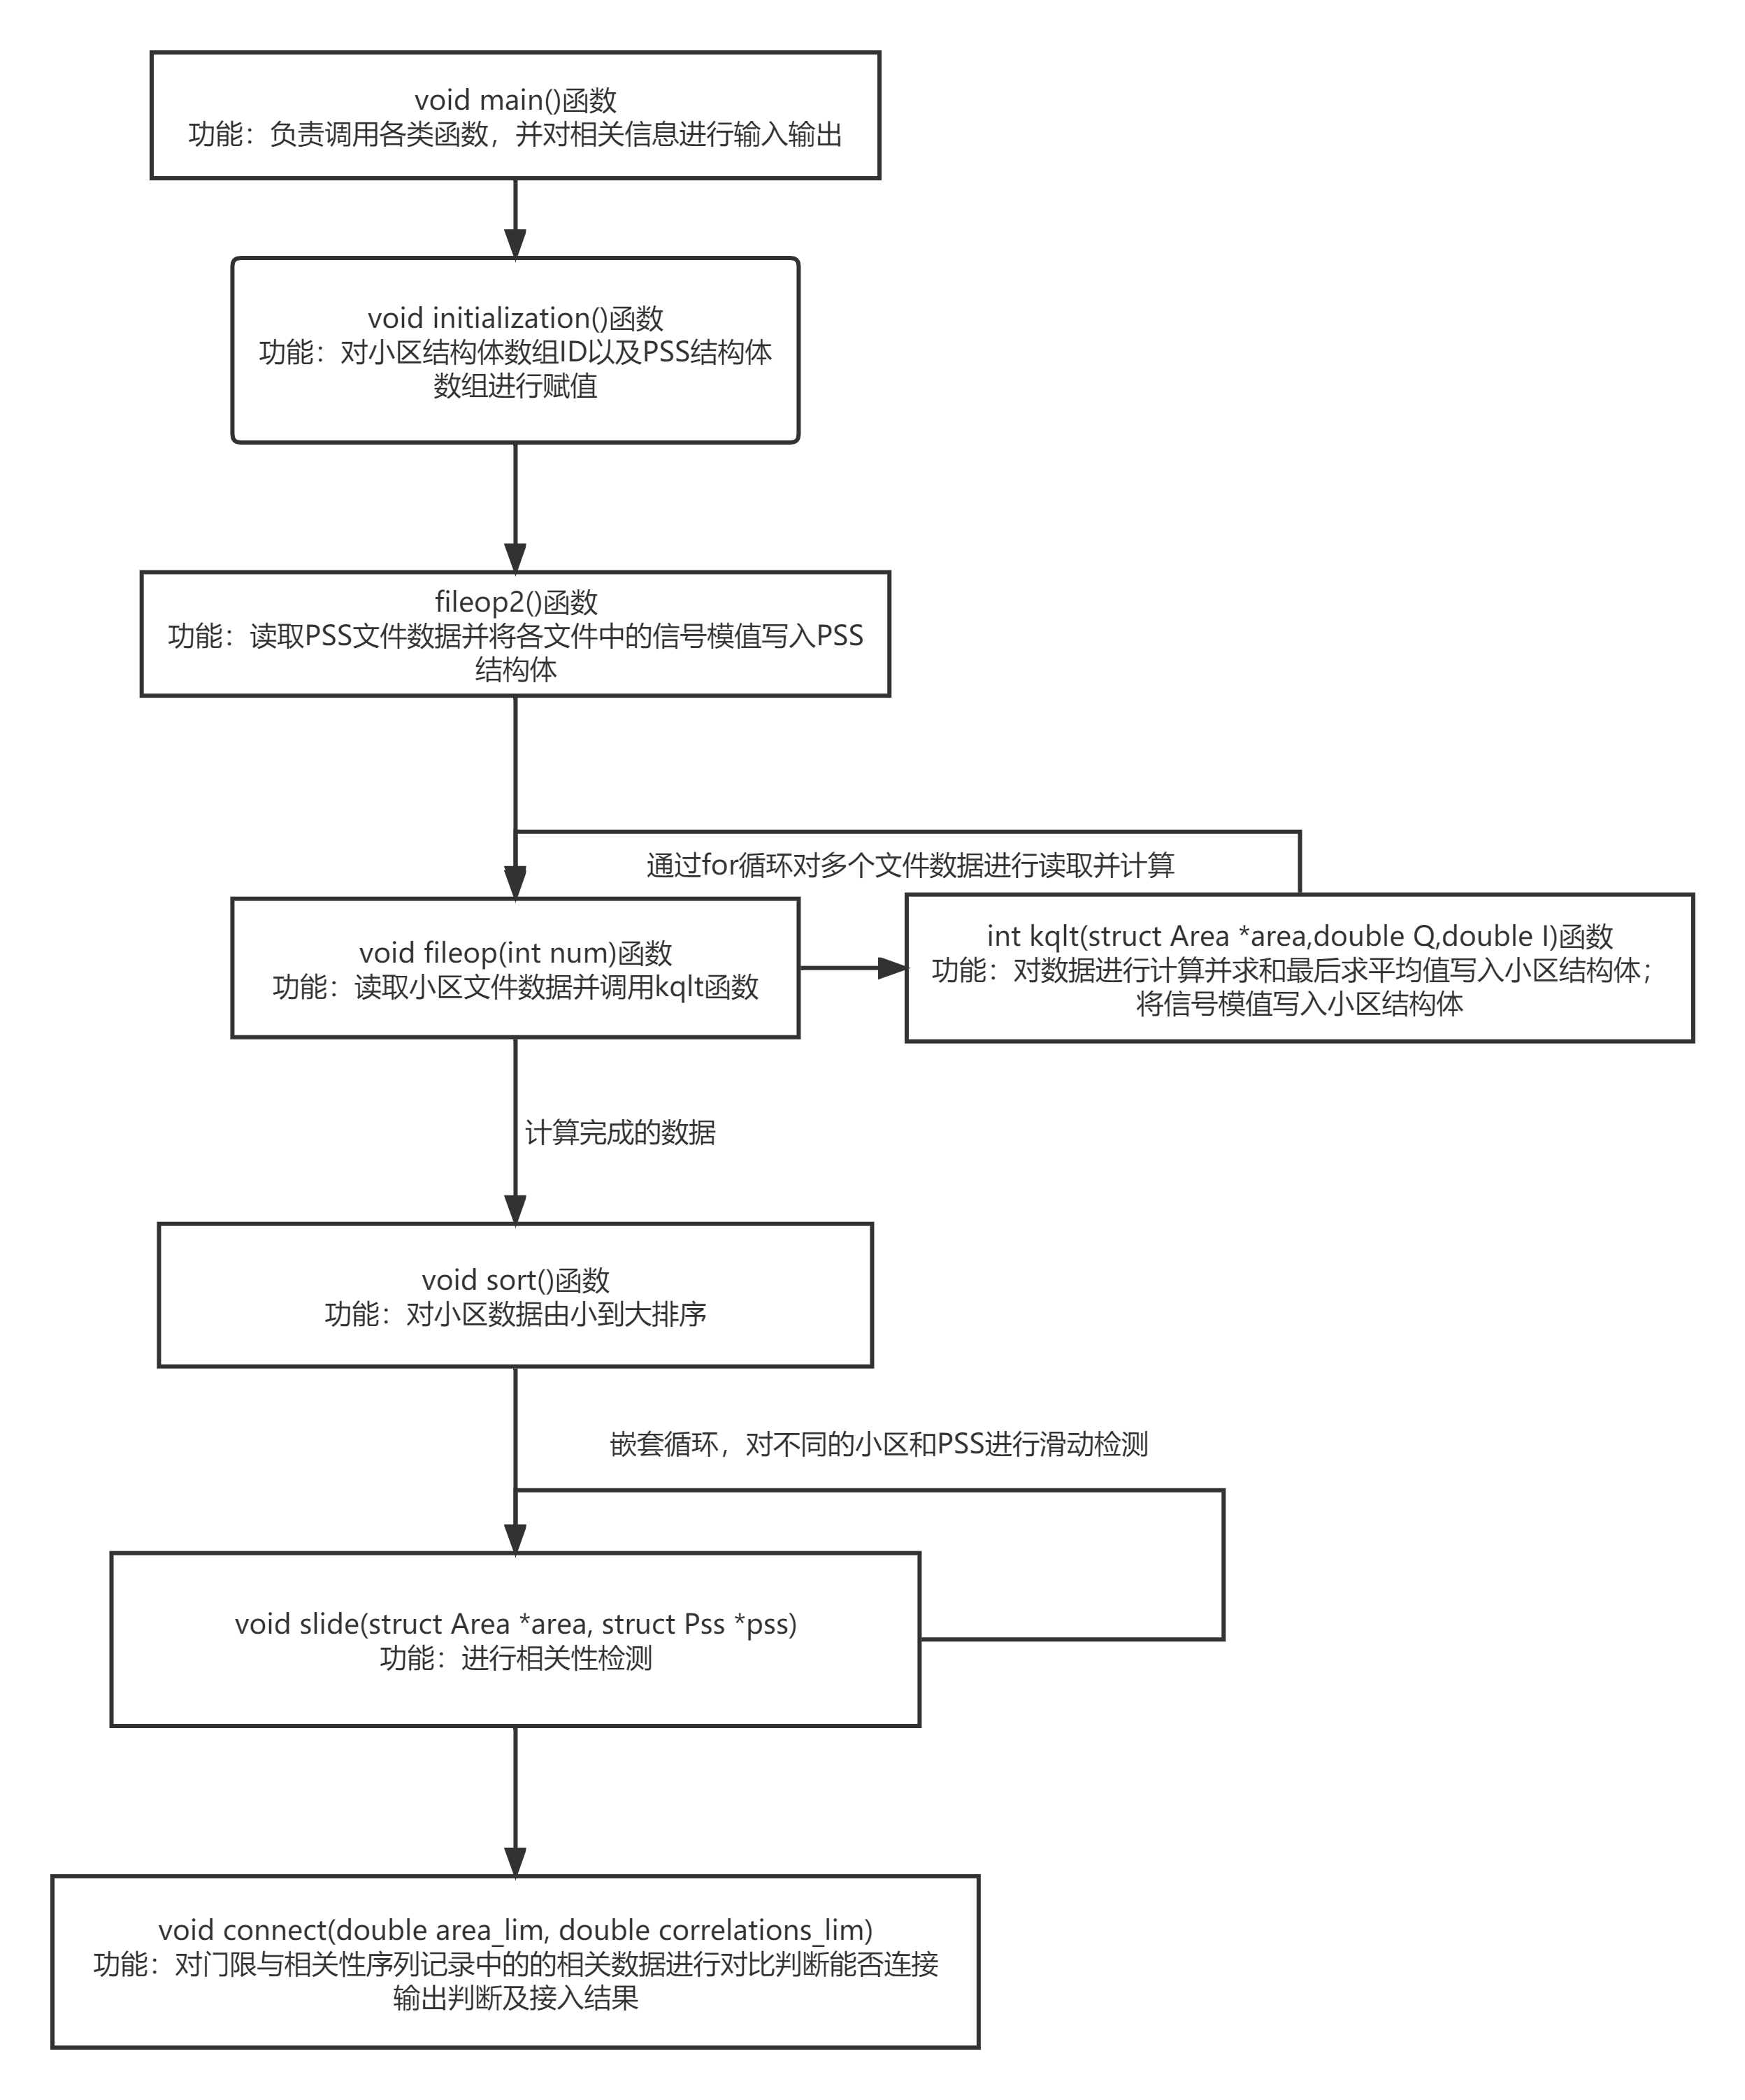 void main()函数
功能：负责调用各类函数，并对相关信息进行输入输出
void initialization()函数
功能：对小区结构体数组ID以及PSS结构体
数组进行赋值
fileop2()函数
功能：读取PSS文件数据并将各文件中的信号模值写入PSS
结构体
通过for循环对多个文件数据进行读取并计算
void fileop(int num)函数
功能：读取小区文件数据并调用kqlt函数
int kqlt(struct Area *area,double Q,double I)函数
功能：对数据进行计算并求和最后求平均值写入小区结构体；
将信号模值写入小区结构体
计算完成的数据
void sort()函数
功能：对小区数据由小到大排序
嵌套循环，对不同的小区和PSS进行滑动检测
void slide(struct Area *area, struct Pss *pss)
功能：进行相关性检测
void connect(double area_lim, double correlations_lim)
功能：对门限与相关性序列记录中的的相关数据进行对比判断能否连接
输出判断及接入结果